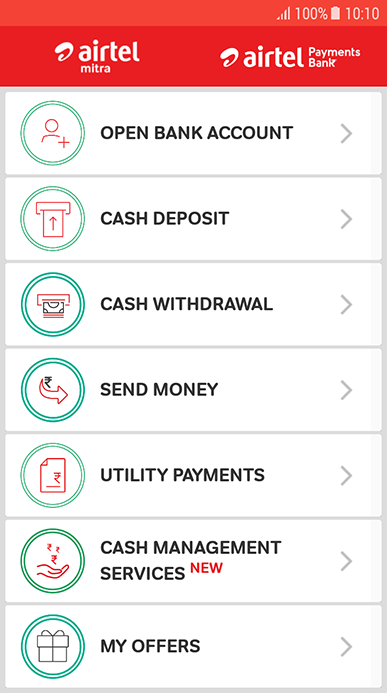 100% 10:10
airtel
mitra
airtel Payments
Bank
OPEN BANK ACCOUNT
CASH DEPOSIT
CASH WITHDRAWAL
₹
SEND MONEY
₹
UTILITY PAYMENTS
₹ ₹ ₹
CASH MANAGEMENT
SERVICES NEW
MY OFFERS